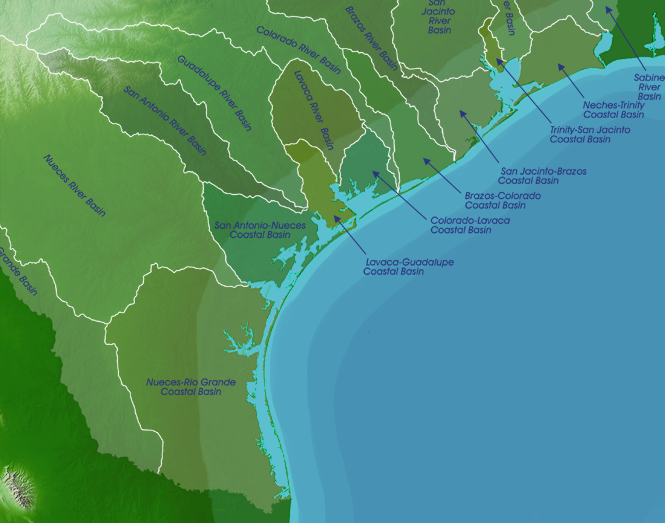 San
Jacinto
River
Basin
er Basin
Brazos River Basin
Colorado River Basin
Guadalupe River Basin
Lavaca River Basin
San Antonio River Basin
Nueces River Basin
Grande Basin
Sabine
River
Basin
Neches-Trinity
Coastal Basin
Trinity-San Jacinto
Coastal Basin
San Jacinto-Brazos
Coastal Basin
Brazos-Colorado
Coastal Basin
Colorado-Lavaca
Coastal Basin
Lavaca-Guadalupe
Coastal Basin
San Antonio-Nueces
Coastal Basin
Nueces-Rio Grande
Coastal Basin